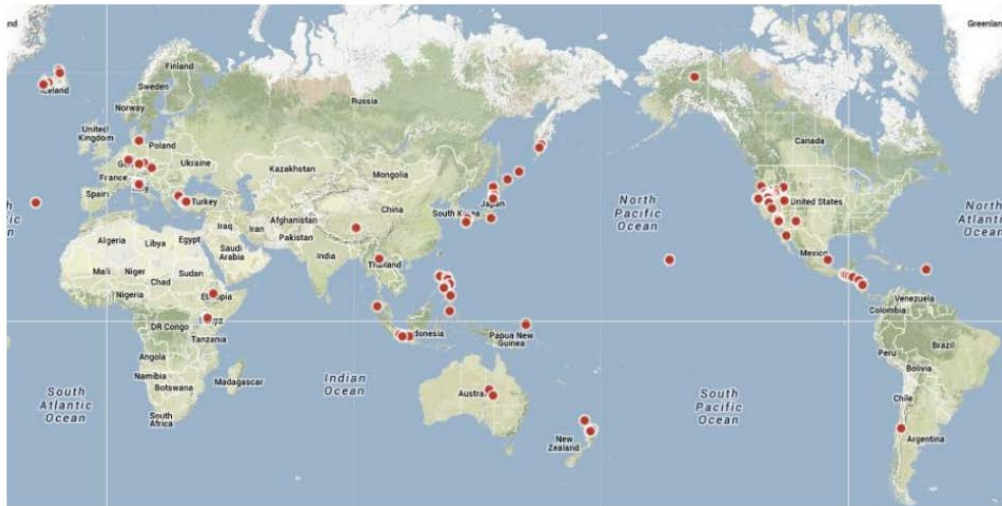 Greenlan
Finland
Sweden
Norway
Russia
United
Kingdom
Poland
Ukraine
France
Spain
Turkey
Kazakhstan
Mongolia
China
Japan
South Korea
Afghanistan
Iraq
Iran
Pakistan
Algeria
Libya
Egypt
Saudi
Arabia
India
Thailand
Mali
Niger
Chad
Sudan
Nigeria
Ethiopia
DR Congo
Tanzania
Angola
Namibia
Botswana
Madagascar
South
Africa
South
Atlantic
Ocean
Indian
Ocean
Papua New
Guinea
New
Zealand
North
Pacific
Ocean
South
Pacific
Ocean
Canada
United States
Mexico
North
Atlantic
Ocean
Venezuela
Colombia
Peru
Brazil
Bolivia
Chile
Argentina